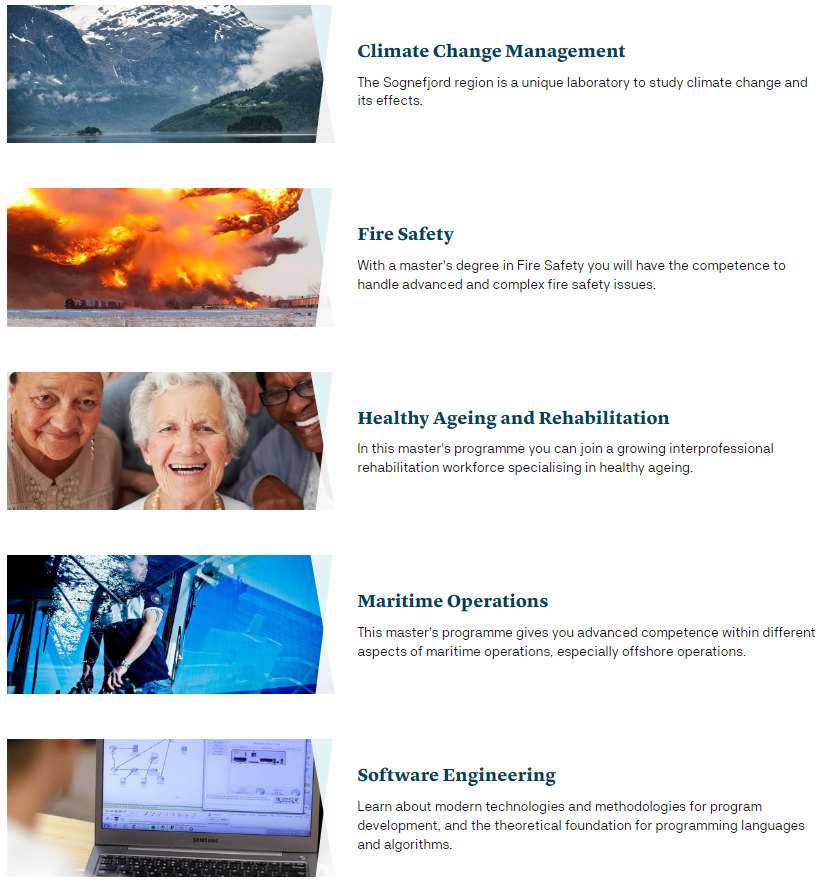 Climate Change Management
The Sognefjord region is a unique laboratory to study climate change and
its effects.
Fire Safety
With a master's degree in Fire Safety you will have the competence to
handle advanced and complex fire safety issues.
Healthy Ageing and Rehabilitation
In this master's programme you can join a growing interprofessional
rehabilitation workforce specialising in healthy ageing.
Maritime Operations
This master's programme gives you advanced competence within different
aspects of maritime operations, especially offshore operations.
Software Engineering
Learn about modern technologies and methodologies for program
development, and the theoretical foundation for programming languages
and algorithms.
SAMSUNG